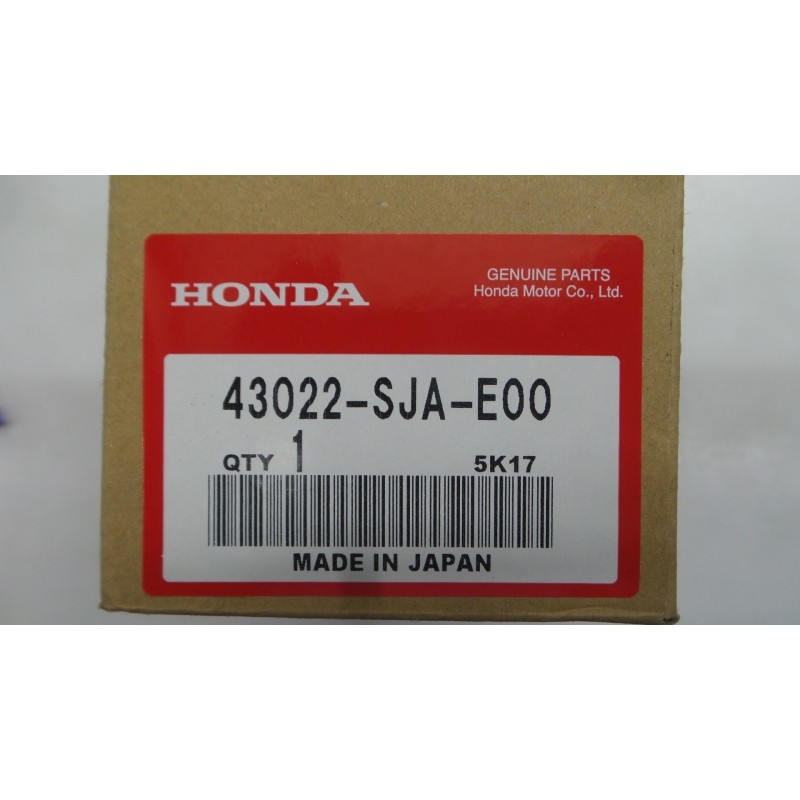 HONDA
GENUINE PARTS
Honda Motor Co., Ltd.
43022-SJA-E00
QTY 1 5K17
MADE IN JAPAN